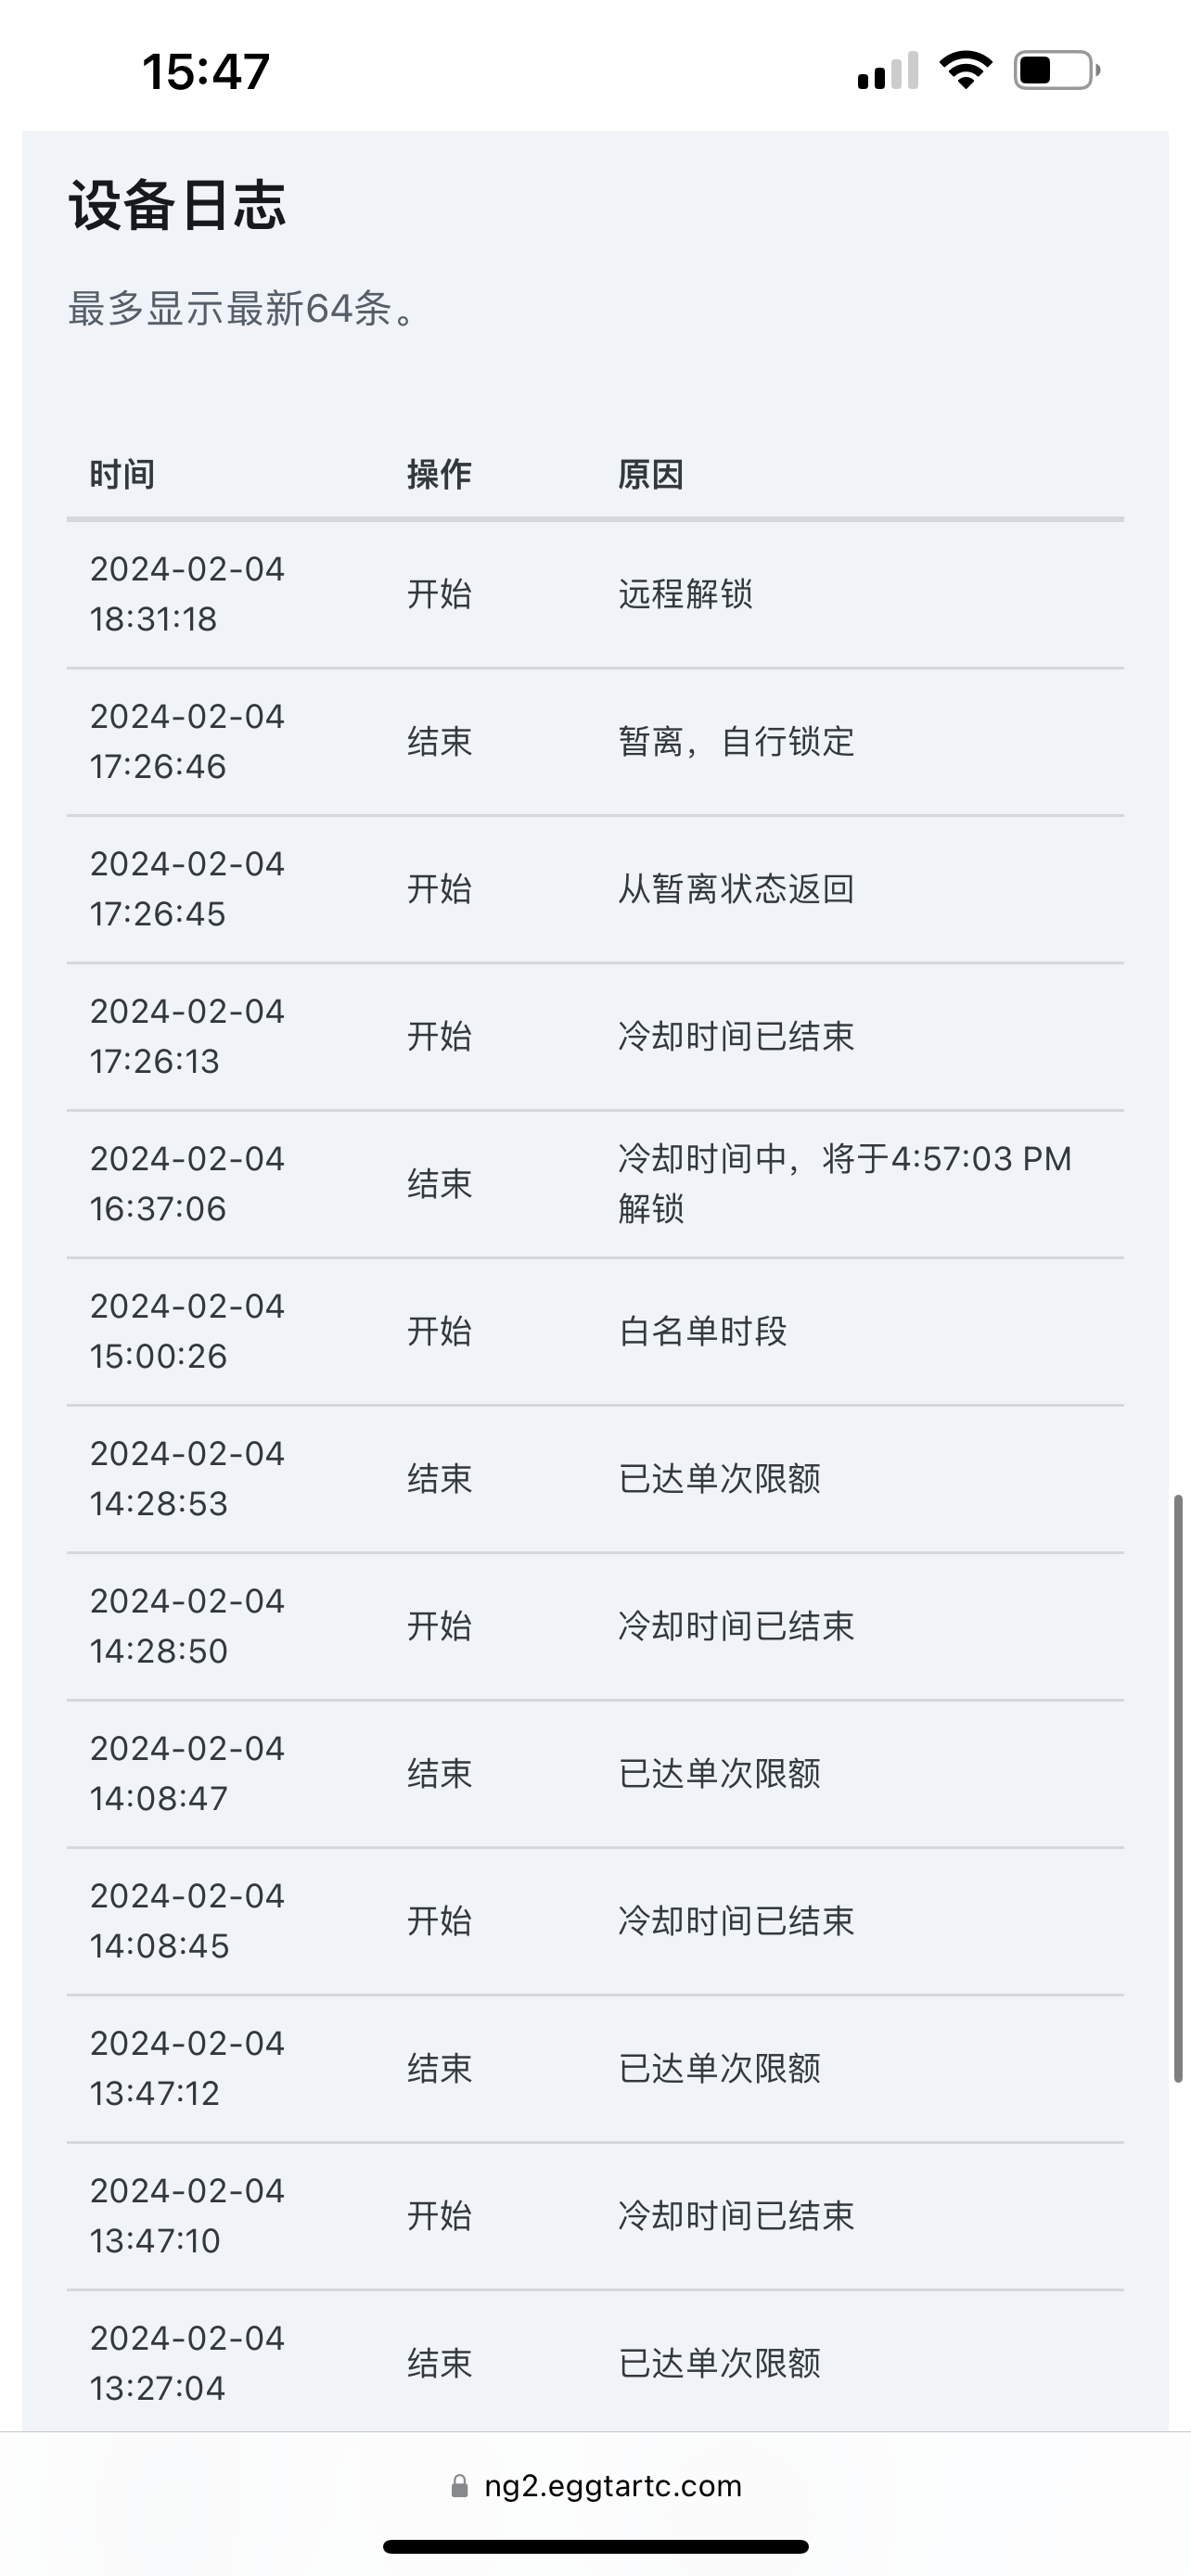 15:47
设备日志
最多显示最新64条。
时间 操作 原因
2024-02-04
18:31:18 开始 远程解锁
2024-02-04
17:26:46 结束 暂离，自行锁定
2024-02-04
17:26:45 开始 从暂离状态返回
2024-02-04
17:26:13 开始 冷却时间已结束
2024-02-04
16:37:06 结束 冷却时间中，将于4:57:03 PM
解锁
2024-02-04
15:00:26 开始 白名单时段
2024-02-04
14:28:53 结束 已达单次限额
2024-02-04
14:28:50 开始 冷却时间已结束
2024-02-04
14:08:47 结束 已达单次限额
2024-02-04
14:08:45 开始 冷却时间已结束
2024-02-04
13:47:12 结束 已达单次限额
2024-02-04
13:47:10 开始 冷却时间已结束
2024-02-04
13:27:04 结束 已达单次限额
ng2.eggtartc.com